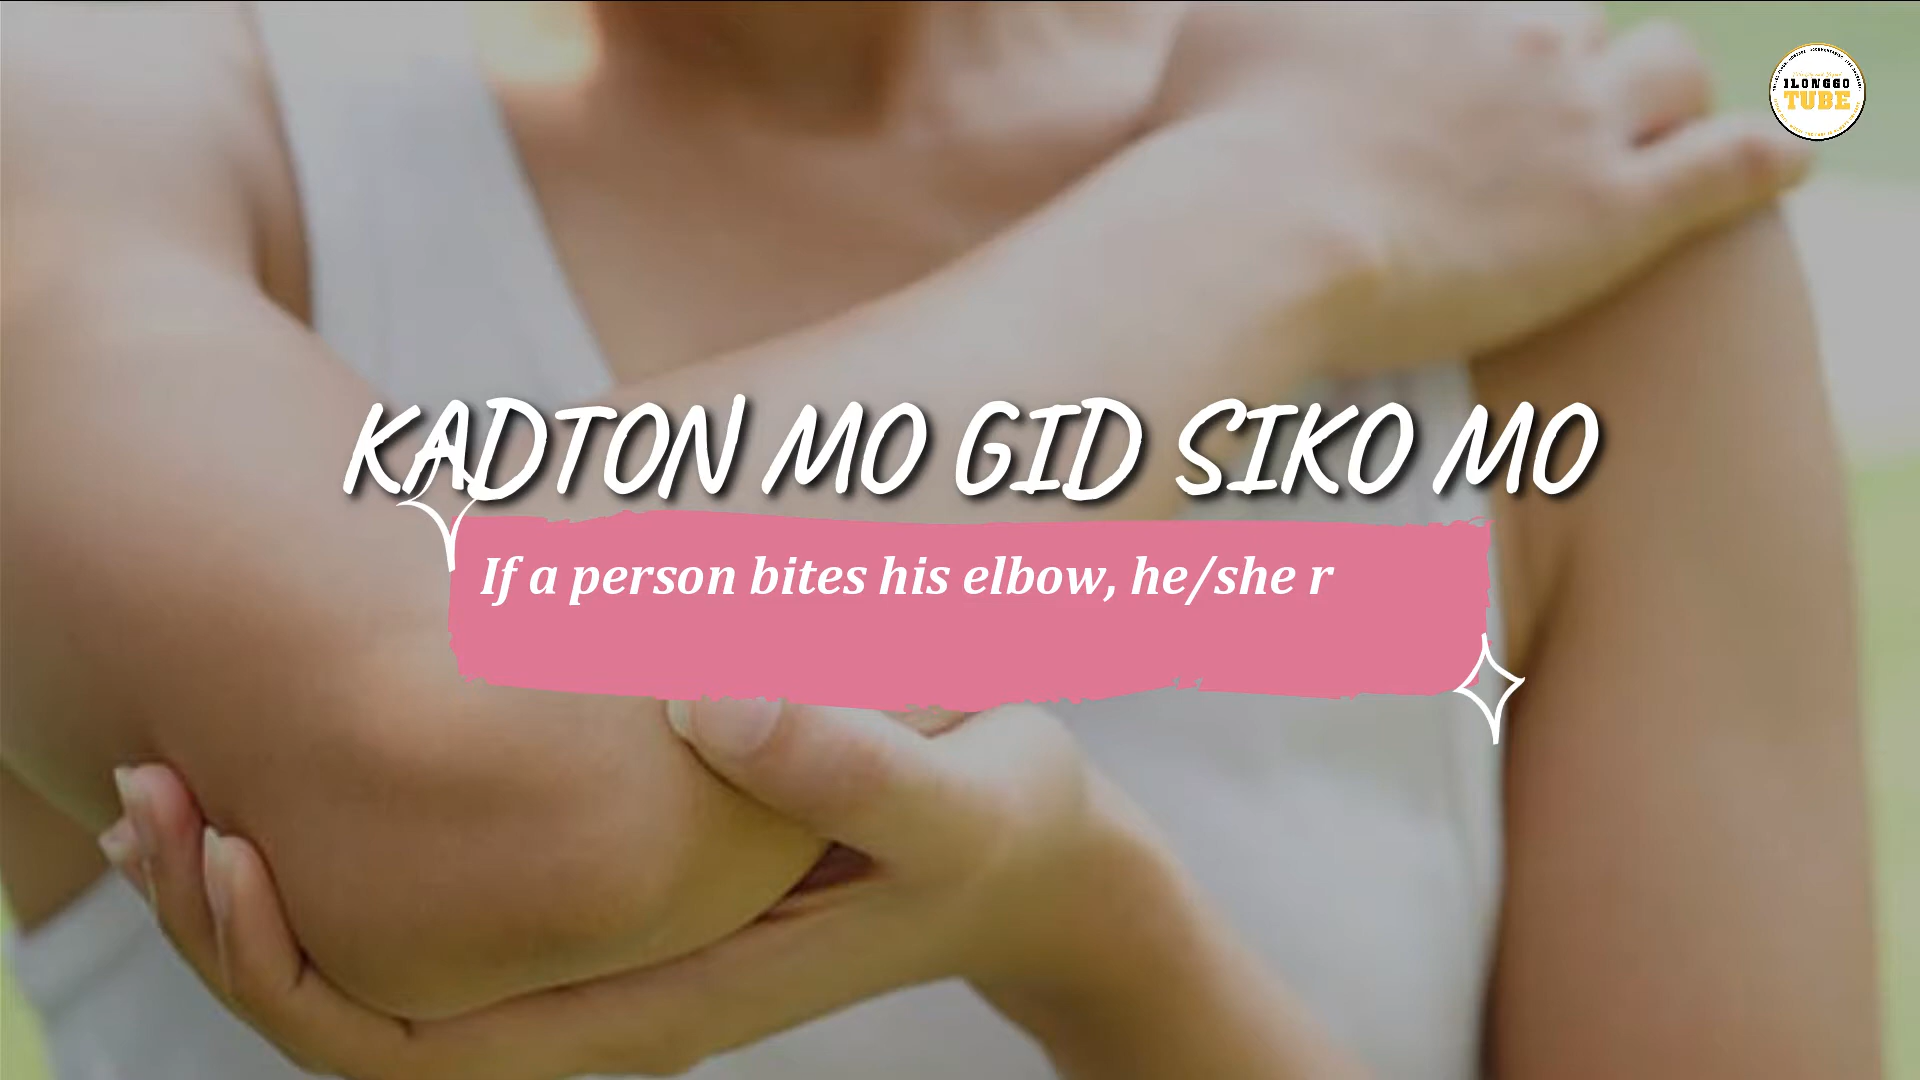 ILONGGO
TUBE
KADTON MO GID SIKO MO
If a person bites his elbow, he/she r